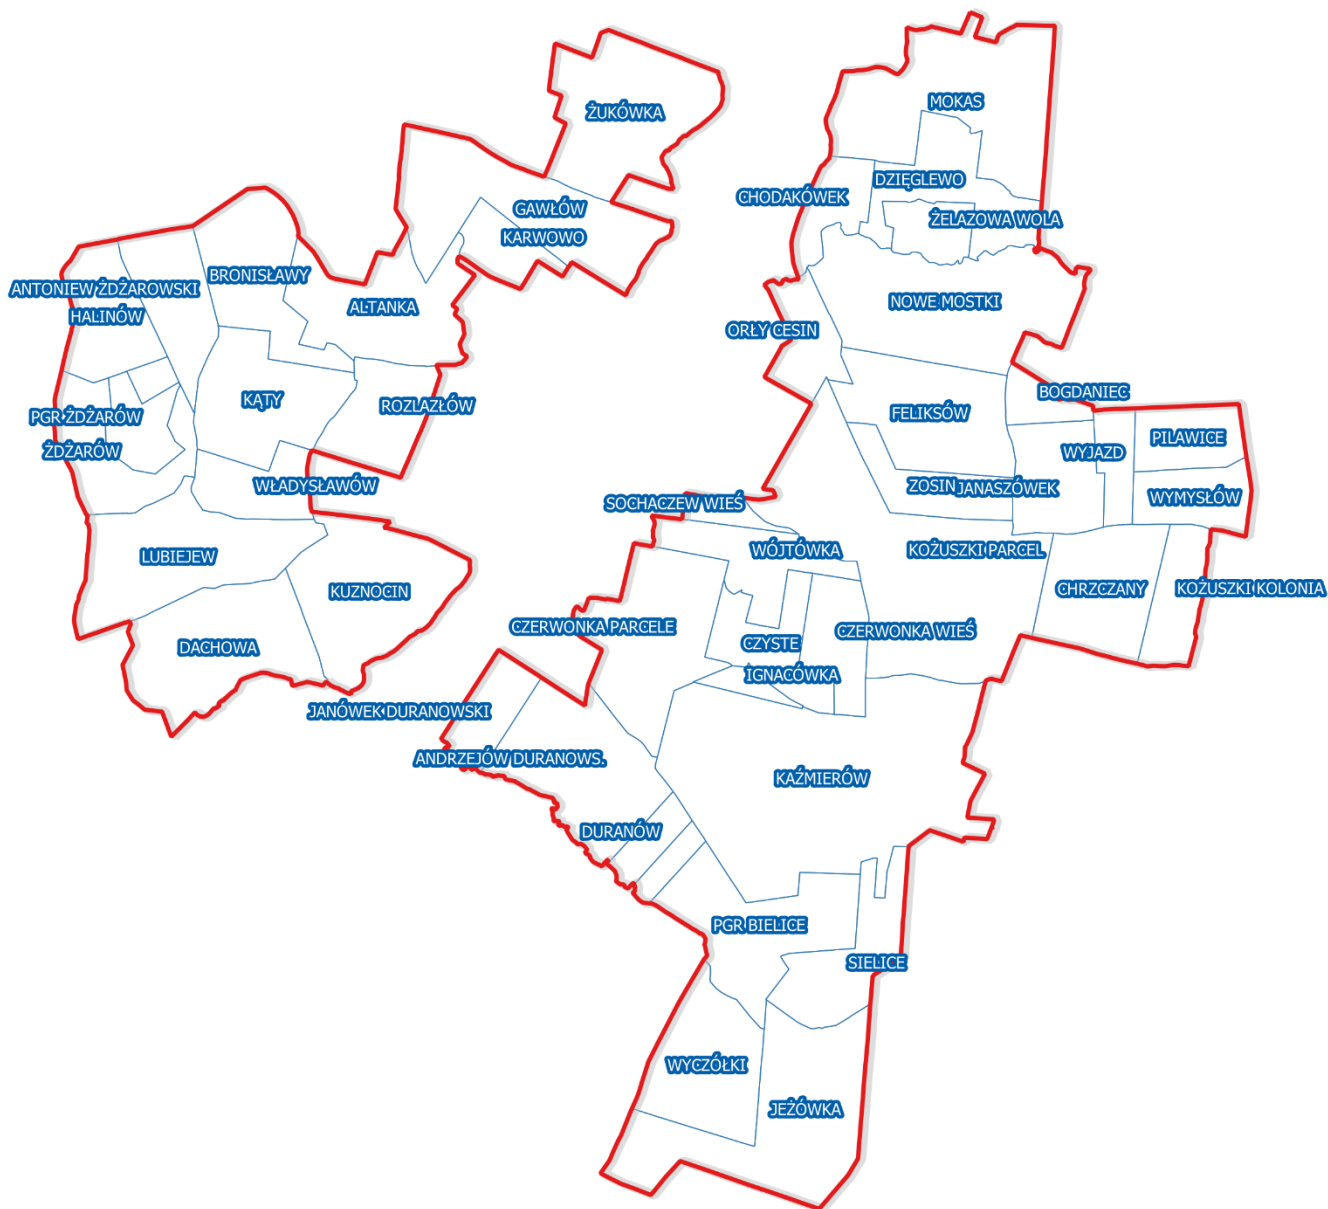 MOKAS
ŻUKÓWKA
DZIĘGLEWO
CHODAKÓWEK
GAWŁÓW
ŻELAZOWA WOLA
KARWOWO
BRONISŁAWY
ANTONIEW ŻDŻAROWSKI
NOWE MOSTKI
ALTANKA
HALINÓW
ORŁY CESIN
BOGDANIEC
KĄTY
ROZLAZŁÓW
FELIKSÓW
PGR ŻDŻARÓW
PILAWICE
ŻDŻARÓW
WYJAZD
WŁADYSŁAWÓW
ZOSIN
JANASZÓWEK
WYMYSŁÓW
SOCHACZEW WIEŚ
WÓJTÓWKA
KOŻUSZKI PARCEL
LUBIEJEW
KUZNOCIN
CHRZCZANY
KOŻUSZKI KOLONIA
CZERWONKA PARCELE
CZERWONKA WIEŚ
CZYSTE
DACHOWA
IGNACÓWKA
JANÓWEK DURANOWSKI
ANDRZEJÓW DURANOWS.
KAŹMIERÓW
DURANÓW
PGR BIELICE
SIELICE
WYCZÓŁKI
JEŻÓWKA